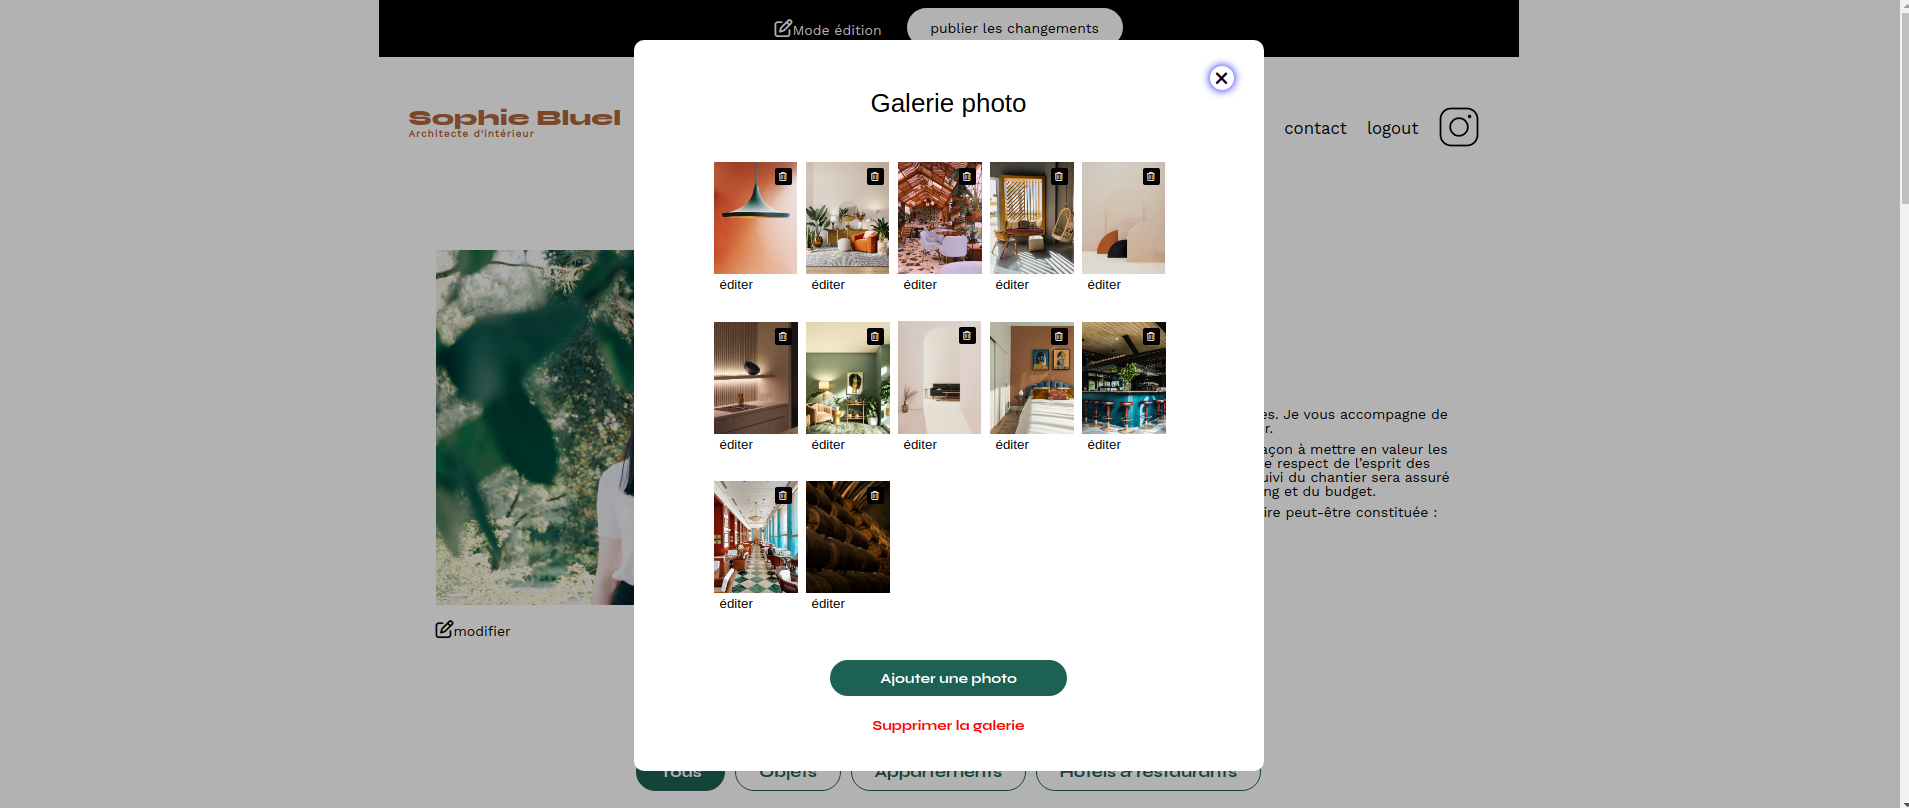 Mode édition
publier les changements
Sophie Bluel
Architecte d'intérieur
contact
logout
Galerie photo
éditer
éditer
éditer
éditer
éditer
éditer
éditer
éditer
éditer
éditer
éditer
éditer
es. Je vous accompagne de
r.
açon à mettre en valeur les
e respect de l'esprit des
uivi du chantier sera assuré
ng et du budget.
ire peut-être constituée :
modifier
Ajouter une photo
Supprimer la galerie
Tous
Objets
Appartements
Hôtels & restaurants